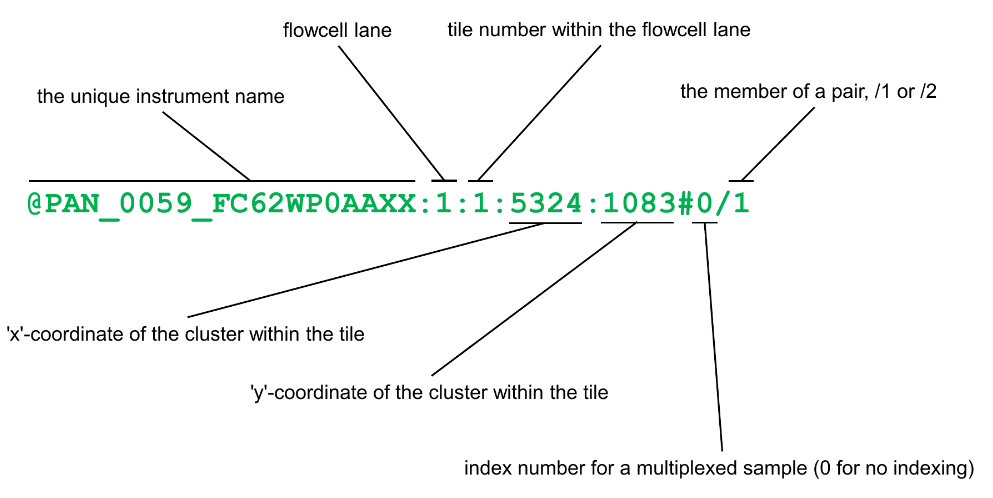 flowcell lane
tile number within the flowcell lane
the unique instrument name
the member of a pair, /1 or /2
@PAN_0059_FC62WP0AAXX:1:1:5324:1083#0/1
'x'-coordinate of the cluster within the tile
'y'-coordinate of the cluster within the tile
index number for a multiplexed sample (0 for no indexing)